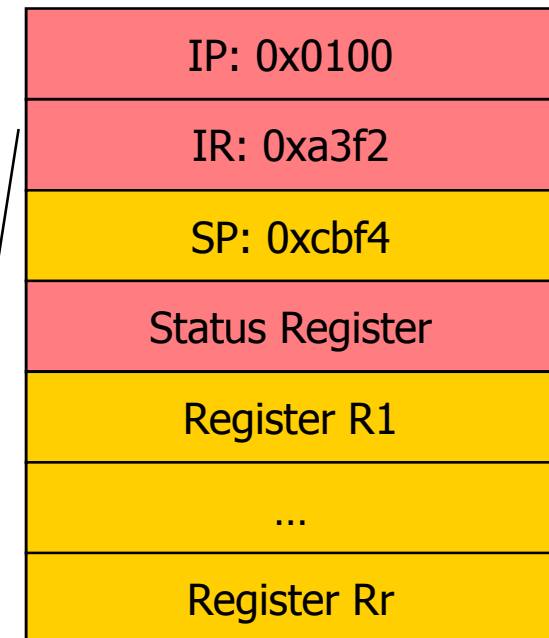 IP: 0x0100
IR: 0xa3f2
SP: 0xcbf4
Status Register
Register R1
…
Register Rr